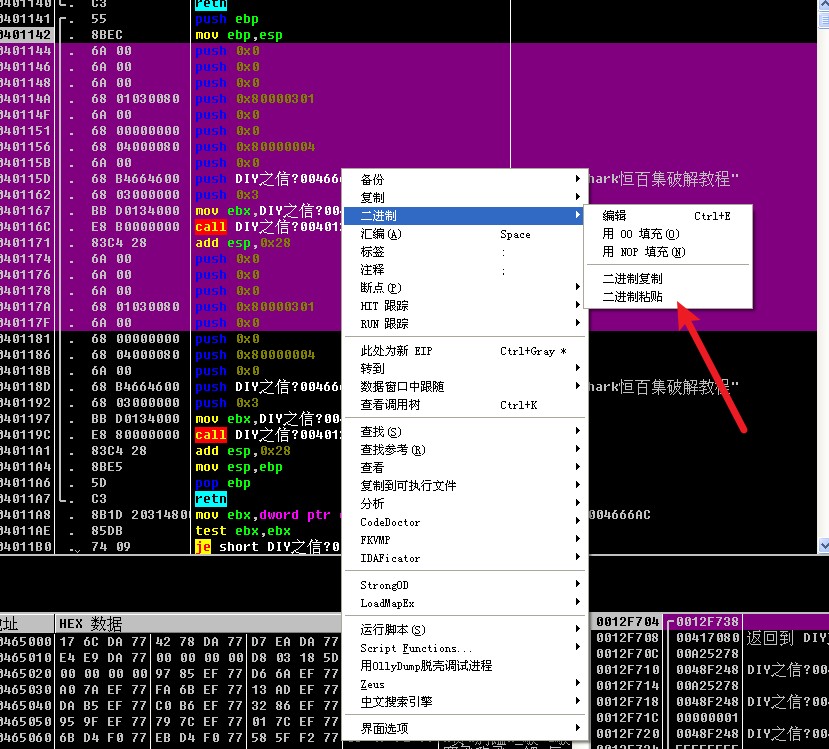 0401140 . C3 retn
0401141 . 55 push ebp
0401142 . 8BEC mov ebp,esp
0401144 . 6A 00 push 0x0
0401146 . 6A 00 push 0x0
0401148 . 6A 00 push 0x0
040114A . 68 01030080 push 0x80000301
040114F . 6A 00 push 0x0
0401151 . 68 00000000 push 0x0
0401156 . 68 04000080 push 0x80000004
040115B . 6A 00 push 0x0
040115D . 68 B4664600 push DIY之信?00466 hark恒百集破解教程"
0401162 . 68 03000000 push 0x3
0401167 . BB D0134000 mov ebx,DIY之信?00
040116C . E8 B0000000 call DIY之信?004012
0401171 . 83C4 28 add esp,0x28
0401174 . 6A 00 push 0x0
0401176 . 6A 00 push 0x0
0401178 . 6A 00 push 0x0
040117A . 68 01030080 push 0x80000301
040117F . 6A 00 push 0x0
0401181 . 68 00000000 push 0x0
0401186 . 68 04000080 push 0x80000004
040118B . 6A 00 push 0x0
040118D . 68 B4664600 push DIY之信?00466 hark恒百集破解教程"
0401192 . 68 03000000 push 0x3
0401197 . BB D0134000 mov ebx,DIY之信?00
040119C . E8 80000000 call DIY之信?004012
04011A1 . 83C4 28 add esp,0x28
04011A4 . 8BE5 mov esp,ebp
04011A6 . 5D pop ebp
04011A7 . C3 retn
04011A8 . 8B1D 20314800 mov ebx,dword ptr 004666AC
04011AE . 85DB test ebx,ebx
04011B0 . 74 09 je short DIY之信?0
备份
复制
二进制
汇编(A) Space
标签 :
注释 ;
断点(P)
HIT 跟踪
RUN 跟踪
此处为新 EIP Ctrl+Gray *
转到
数据窗口中跟随
查看调用树 Ctrl+K
查找(S)
查找参考(R)
查看
复制到可执行文件
分析
CodeDoctor
FKVMP
IDAFicator
StrongOD
LoadMapEx
运行脚本(S)
Script Functions...
用OllyDump脱壳调试进程
Zeus
中文搜索引擎
界面选项
编辑 Ctrl+E
用 00 填充(O)
用 NOP 填充(N)
二进制复制
二进制粘贴
地址 HEX 数据
0465000 17 6C DA 77 42 78 DA 77 D7 EA DA 77
0465010 E4 E9 DA 77 00 00 00 00 D8 03 18 5D
0465020 00 00 00 00 97 85 EF 77 D6 6A EF 77
0465030 A0 7A EF 77 FA 6B EF 77 13 AD EF 77
0465040 DA B5 EF 77 C0 B6 EF 77 32 86 EF 77
0465050 95 9F EF 77 79 7C EF 77 01 7C EF 77
0465060 6B D4 F0 77 EB D4 F0 77 58 5F F2 77
0012F704 0012F738
0012F708 00417080 返回到 DIY
0012F70C 00A25278
0012F710 0048F248 DIY之信?00
0012F714 00A25278
0012F718 0048F248 DIY之信?00
0012F71C 00000001
0012F720 0048F248 DIY之信?00